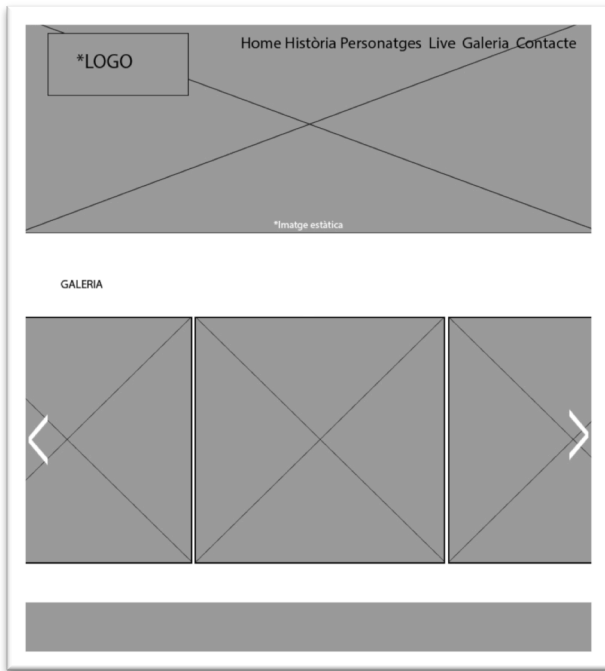 *LOGO
Home Història Personatges Live Galeria Contacte
*Imatge estàtica
GALERIA